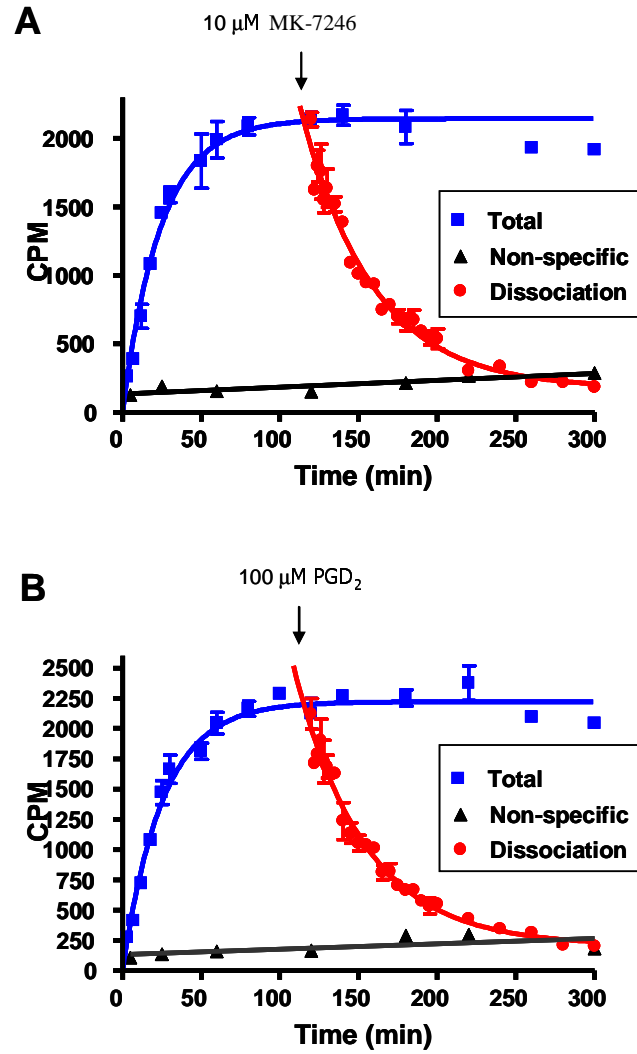 A
10 μM MK-7246
2000
1500
1000
500
0
CPM
Total
Non-specific
Dissociation
0 50 100 150 200 250 300
Time (min)
B
100 μM PGD2
2500
2250
2000
1750
1500
1250
1000
750
500
250
0
CPM
Total
Non-specific
Dissociation
0 50 100 150 200 250 300
Time (min)